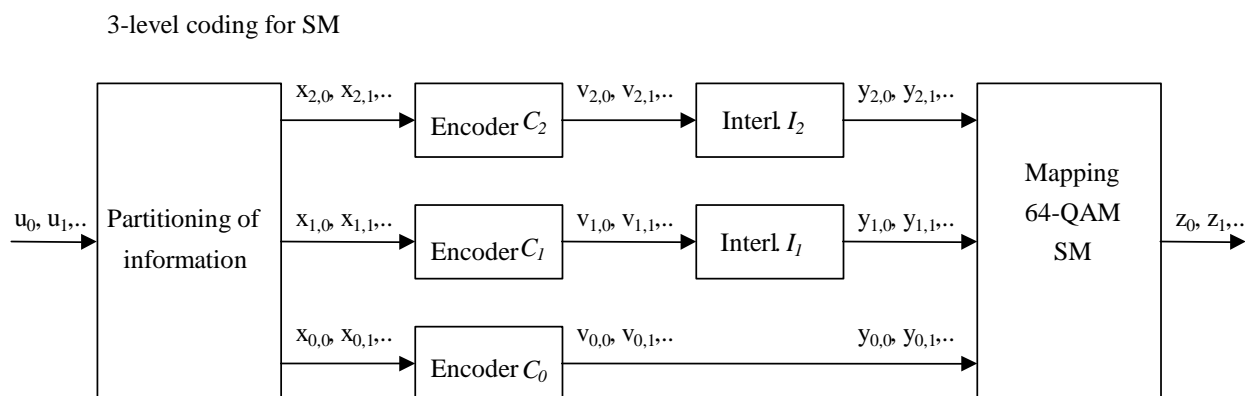 3-level coding for SM
x2,0, x2,1,..
v2,0, v2,1,..
y2,0, y2,1,..
Encoder C2
Interl. I2
Mapping
64-QAM
SM
u0, u1,..
Partitioning of
information
x1,0, x1,1,..
v1,0, v1,1,..
y1,0, y1,1,..
z0, z1,..
Encoder C1
Interl. I1
x0,0, x0,1,..
v0,0, v0,1,..
y0,0, y0,1,..
Encoder C0